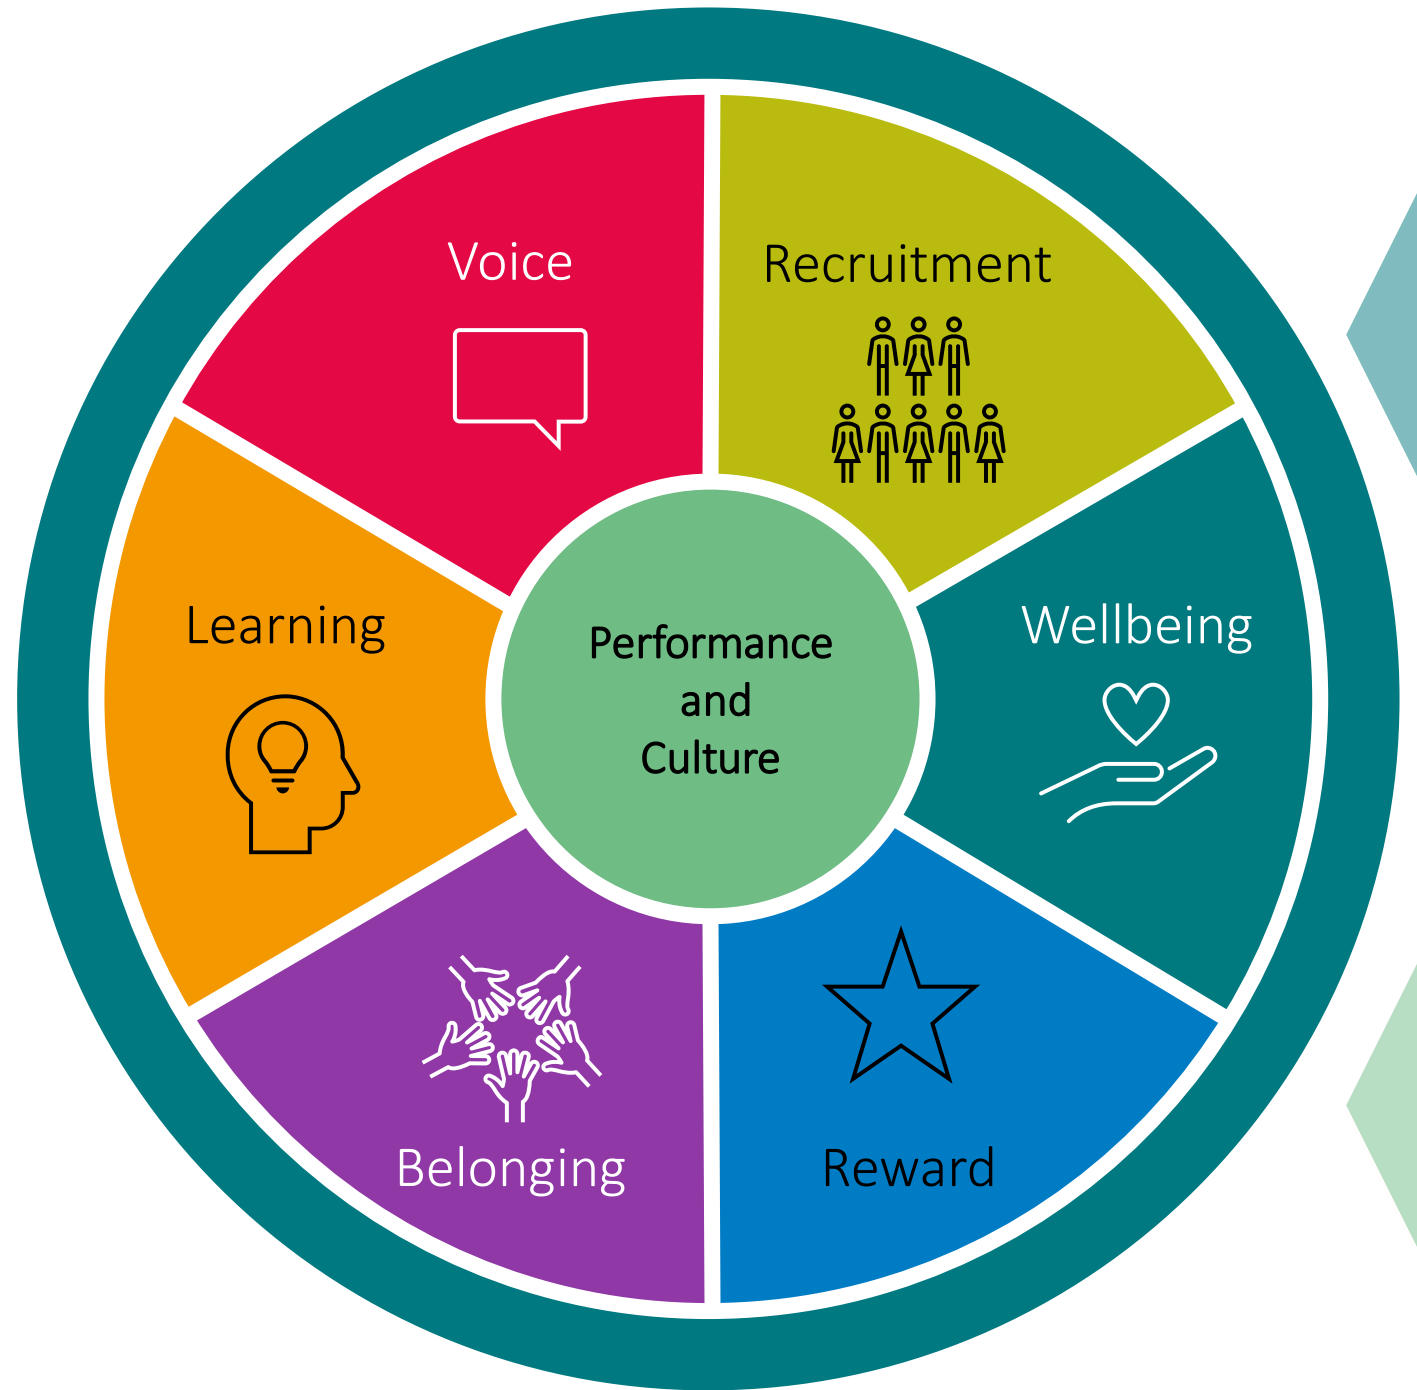 Voice
Recruitment
Learning
Wellbeing
Performance
and
Culture
Belonging
Reward